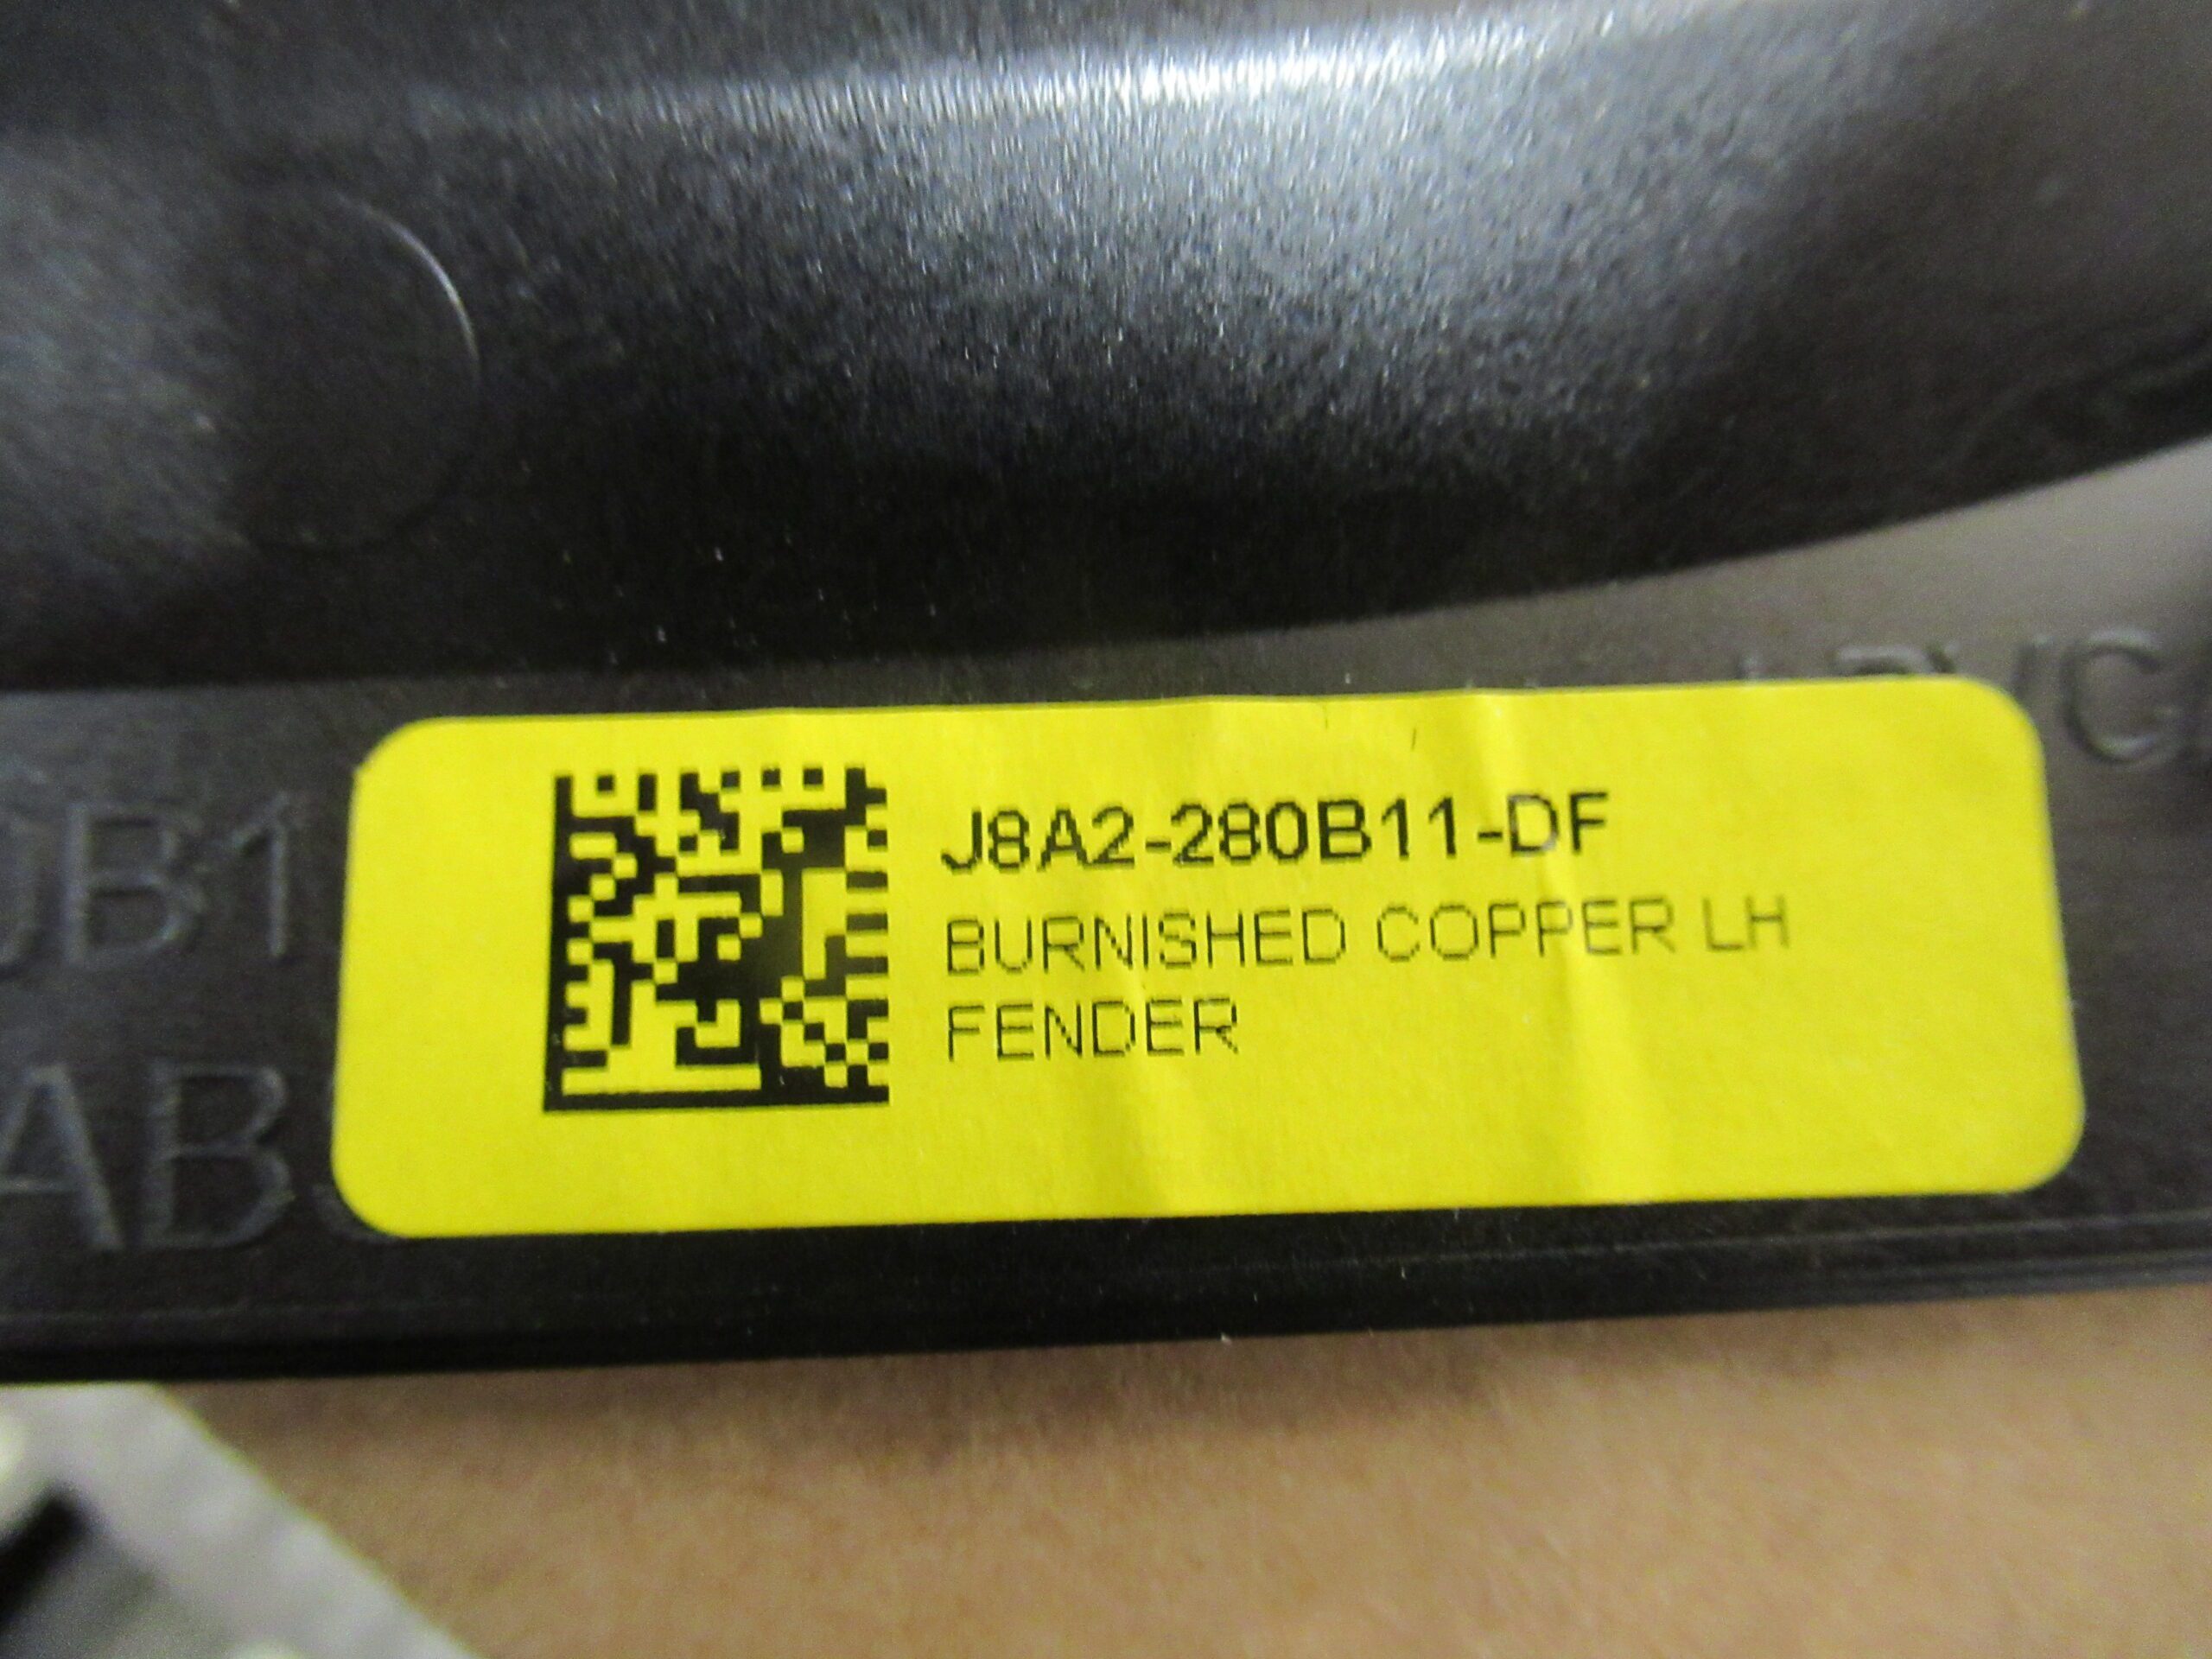 J8A2-280B11-DF
BURNISHED COPPER LH
FENDER